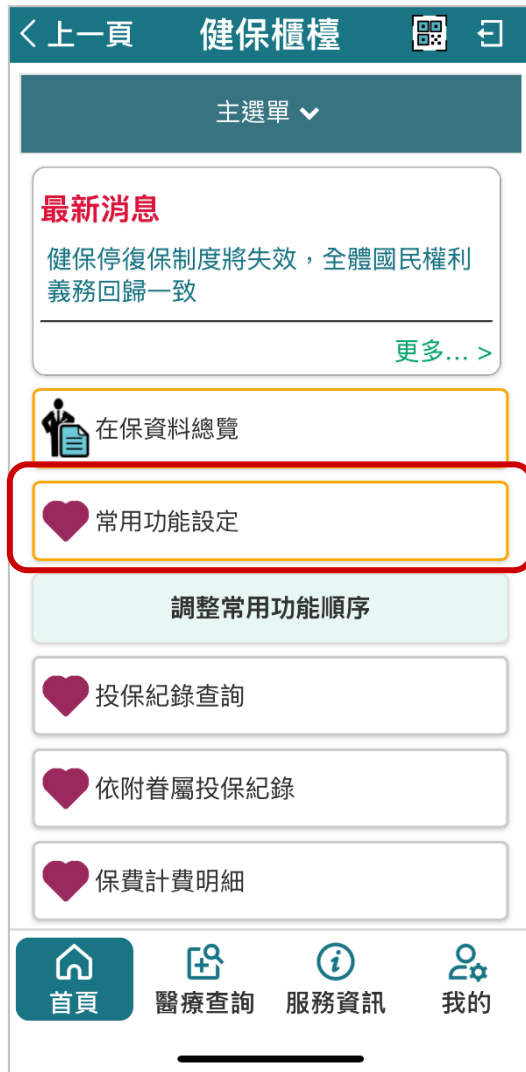 上一頁 健保櫃檯
主選單
最新消息
健保停復保制度將失效，全體國民權利
義務回歸一致
更多... >
在保資料總覽
常用功能設定
調整常用功能順序
投保紀錄查詢
依附眷屬投保紀錄
保費計費明細
首頁 醫療查詢 服務資訊 我的